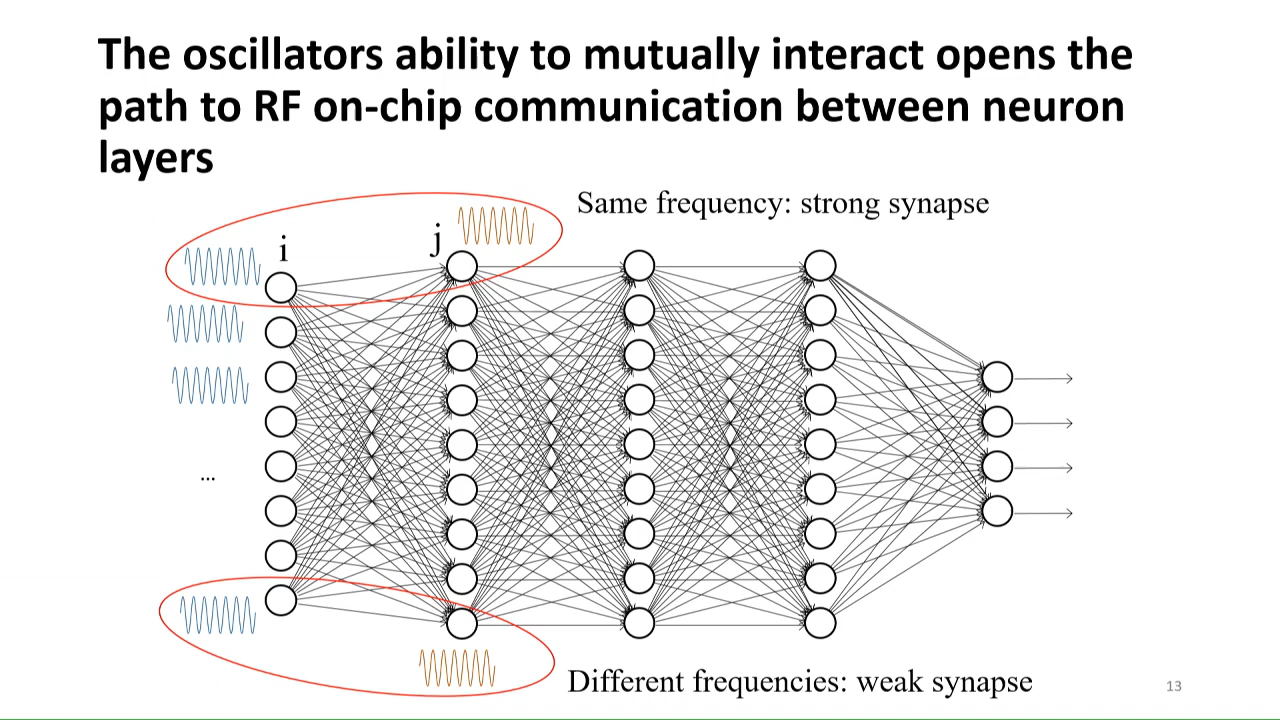 The oscillators ability to mutually interact opens the
path to RF on-chip communication between neuron
layers
Same frequency: strong synapse
i
j
...
Different frequencies: weak synapse
13